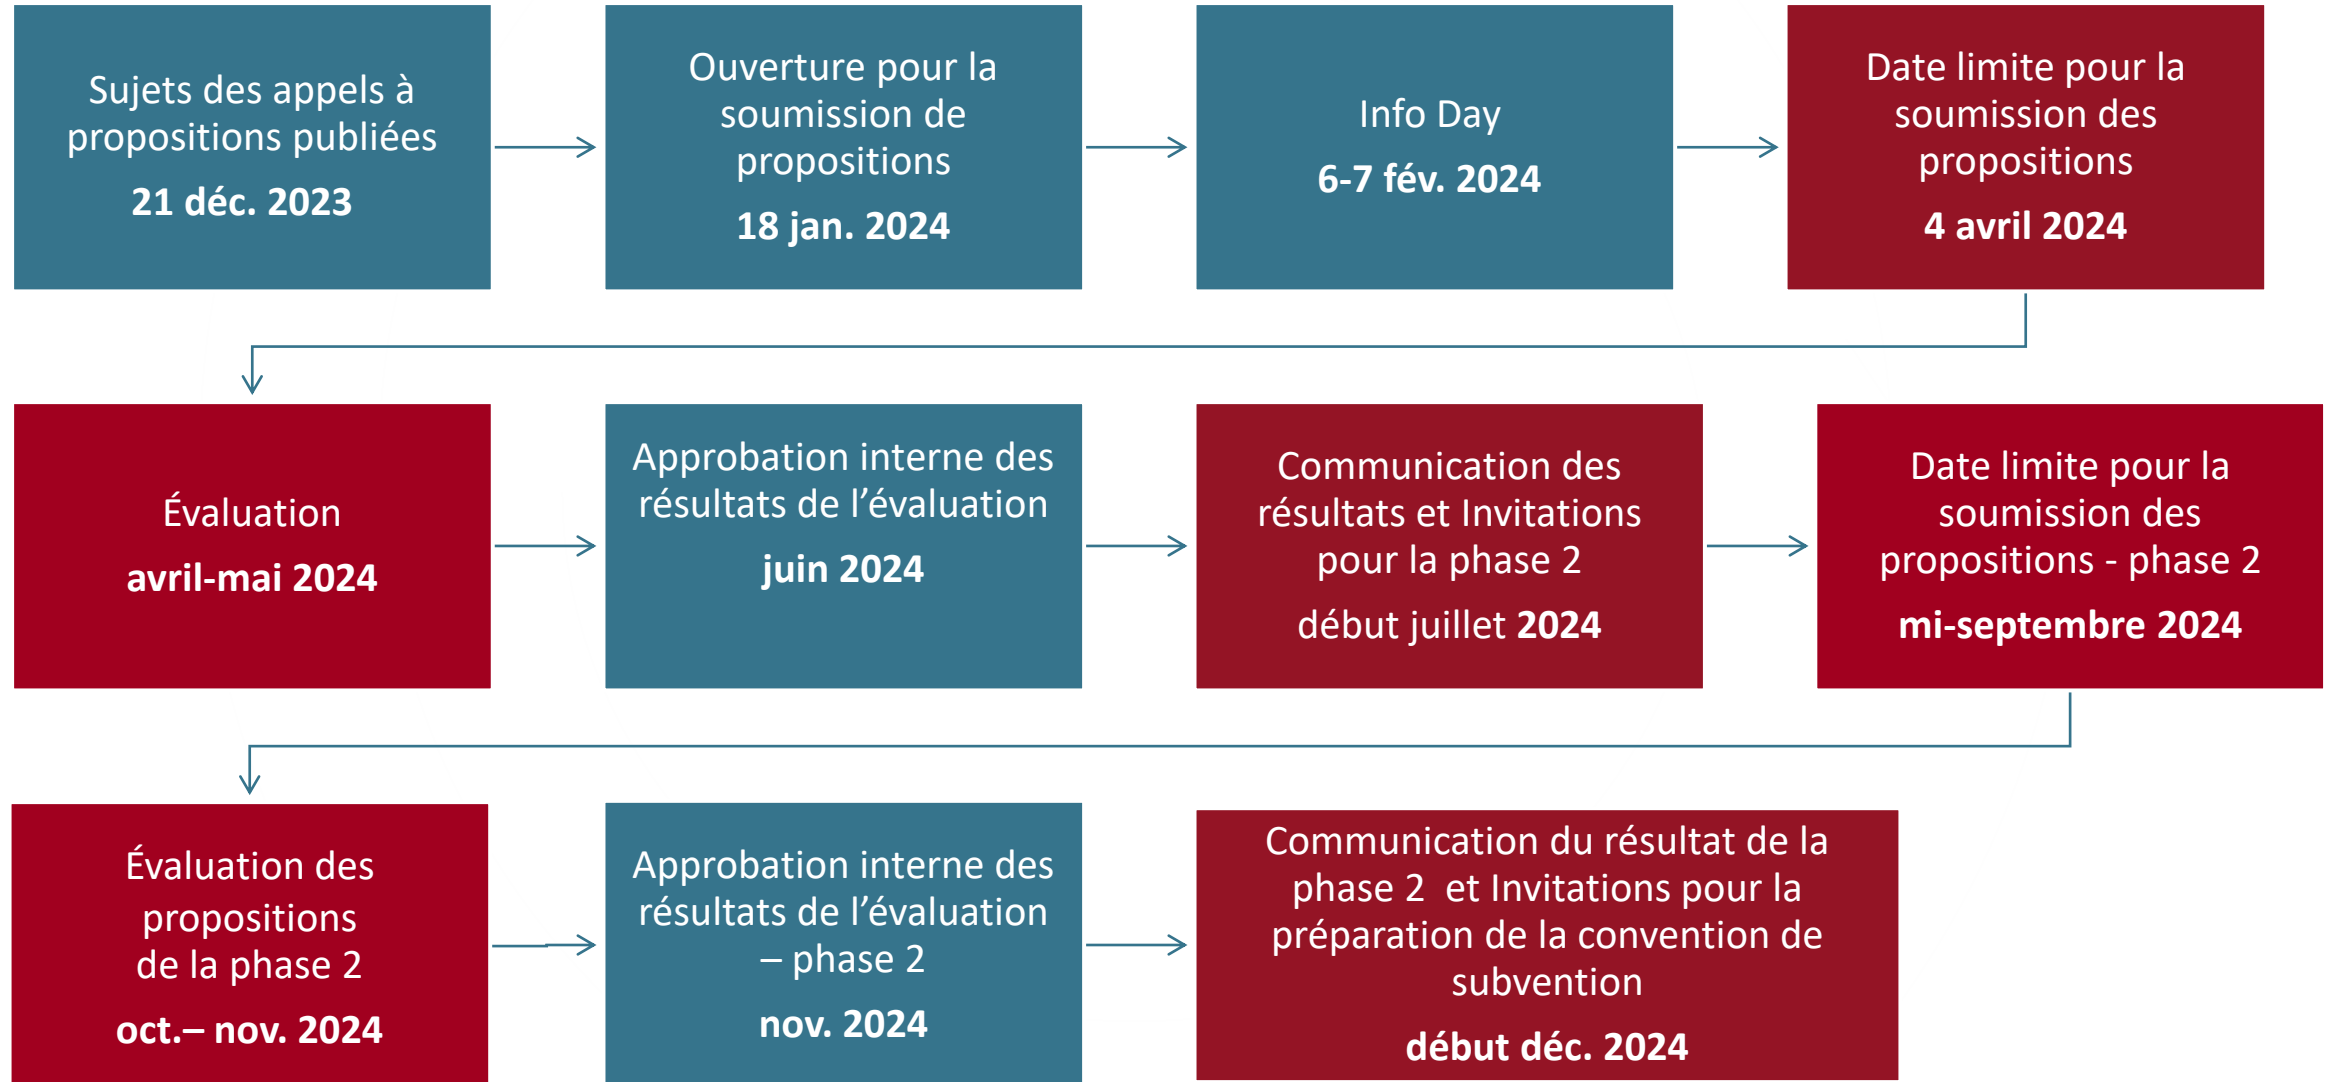 Sujets des appels à
propositions publiées
21 déc. 2023
Ouverture pour la
soumission de
propositions
18 jan. 2024
Info Day
6-7 fév. 2024
Date limite pour la
soumission des
propositions
4 avril 2024
Évaluation
avril-mai 2024
Approbation interne des
résultats de l’évaluation
juin 2024
Communication des
résultats et Invitations
pour la phase 2
début juillet 2024
Date limite pour la
soumission des
propositions - phase 2
mi-septembre 2024
Évaluation des
propositions
de la phase 2
oct.– nov. 2024
Approbation interne des
résultats de l’évaluation
– phase 2
nov. 2024
Communication du résultat de la
phase 2  et Invitations pour la
préparation de la convention de
subvention
début déc. 2024